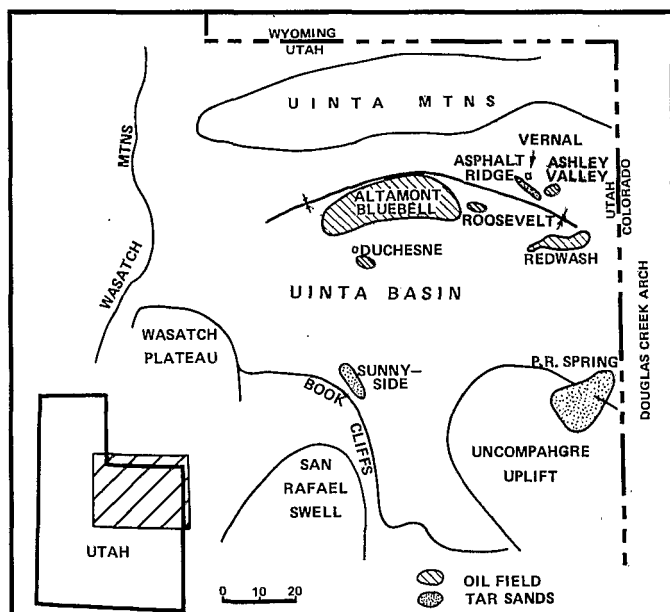 WYOMING
UTAH
UINTA MTNS
MTNS
WASATCH
VERNAL
ASPHALT
RIDGE
ASHLEY
VALLEY
UTAH
COLORADO
ALTAMONT
BLUEBELL
ROOSEVELT
DUCHESNE
REDWASH
UINTA BASIN
DOUGLAS CREEK ARCH
WASATCH
PLATEAU
SUNNY-
SIDE
P.R. SPRING
BOOK
CLIFFS
UNCOMPAHGRE
UPLIFT
SAN
RAFAEL
SWELL
UTAH
0 10 20
OIL FIELD
TAR SANDS